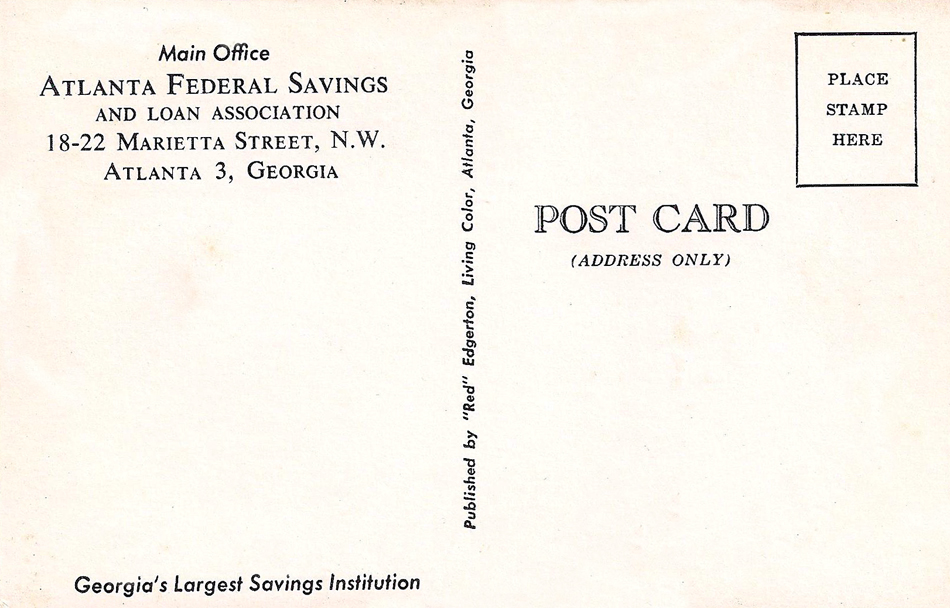 Main Office
Atlanta Federal Savings
and loan association
18-22 Marietta Street, N.W.
Atlanta 3, Georgia
Georgia's Largest Savings Institution
Published by "Red" Edgerton, Living Color, Atlanta, Georgia
PLACE
STAMP
HERE
POST CARD
(ADDRESS ONLY)